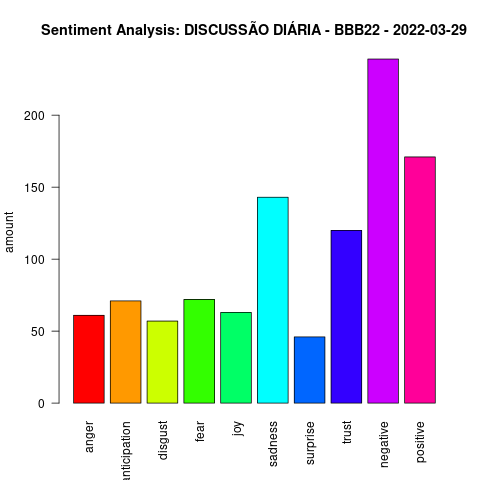 Sentiment Analysis: DISCUSSÃO DIÁRIA - BBB22 - 2022-03-29
amount
200
150
100
50
0
anger
nticipation
disgust
fear
joy
sadness
surprise
trust
negative
positive